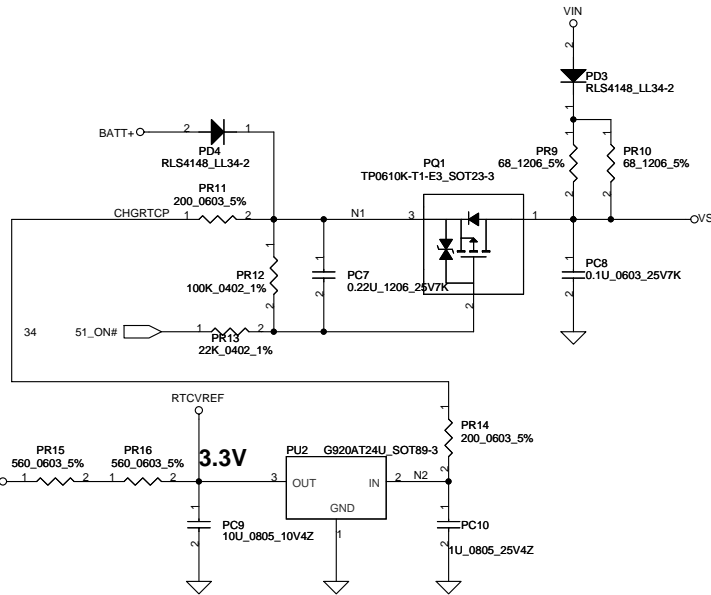 VIN
2
PD3
RLS4148_LL34-2
1
BATT+
2
1
PD4
RLS4148_LL34-2
1
PR9
68_1206_5%
2
1
PR10
68_1206_5%
2
PQ1
TP0610K-T1-E3_SOT23-3
PR11
200_0603_5%
CHGRTCP
1
2
N1
3
1
VS
2
1
PR12
100K_0402_1%
2
1
PC7
0.22U_1206_25V7K
2
1
PC8
0.1U_0603_25V7K
2
34
51_ON#
1
2
PR13
22K_0402_1%
RTCVREF
1
PR14
200_0603_5%
2
PR15
560_0603_5%
1
2
PR16
560_0603_5%
1
2
3.3V
PU2
G920AT24U_SOT89-3
3
OUT
IN
2
N2
GND
1
1
PC9
10U_0805_10V4Z
2
1
PC10
1U_0805_25V4Z
2